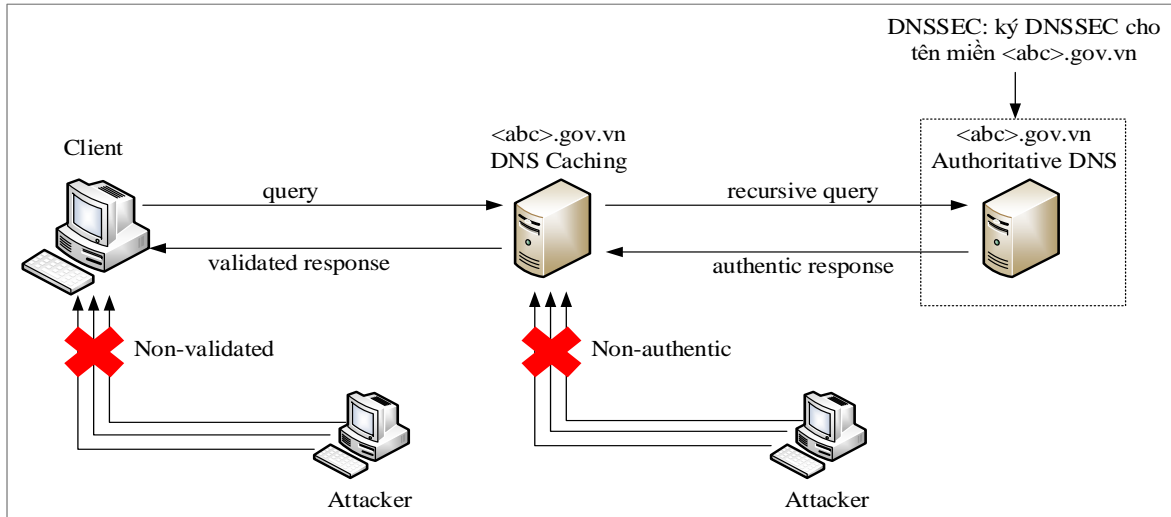 DNSSEC: ký DNSSEC cho
tên miền <abc>.gov.vn
Client
<abc>.gov.vn
DNS Caching
<abc>.gov.vn
Authoritative DNS
query
recursive query
validated response
authentic response
Non-validated
Non-authentic
Attacker
Attacker